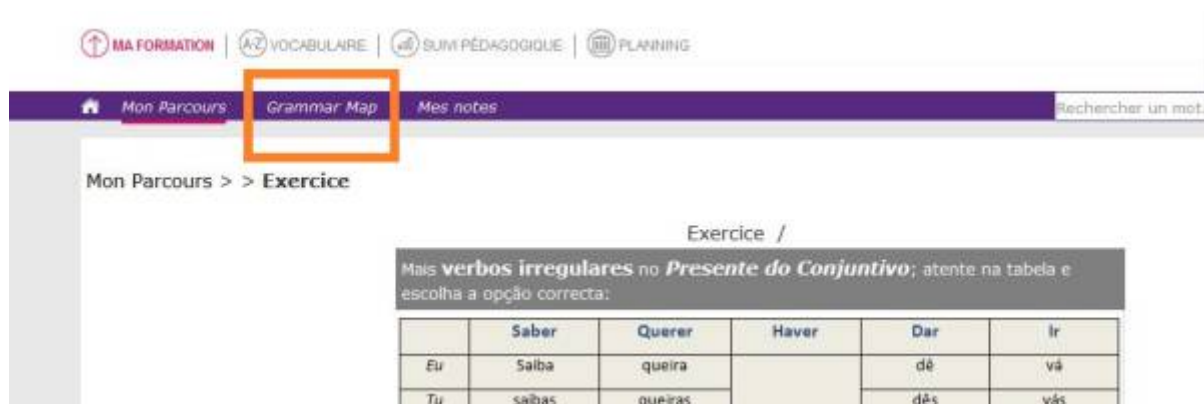 MA FORMATION | A-Z VOCABULAIRE | SUIVI PÉDAGOGIQUE | PLANNING
Mon Parcours Grammar Map Mes notes Rechercher un mot.
Mon Parcours > > Exercice
Exercice /
Mais verbos irregulares no Presente do Conjuntivo; atente na tabela e
escolha a opção correcta:
Saber Querer Haver Dar Ir
Eu Saiba queira dê vá
Tu saibas queiras dês vás